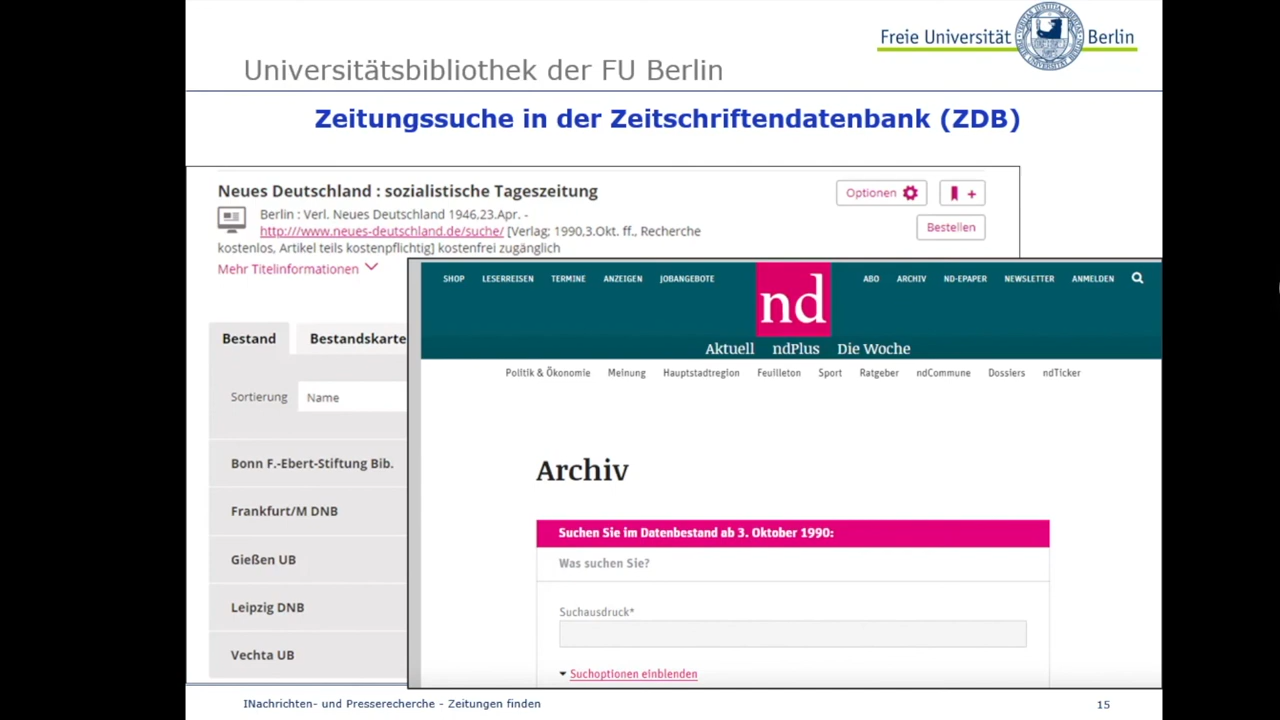 Freie Universität Berlin
Universitätsbibliothek der FU Berlin
Zeitungssuche in der Zeitschriftendatenbank (ZDB)
Neues Deutschland : sozialistische Tageszeitung
Optionen
+
Berlin : Verl. Neues Deutschland 1946,23.Apr. -
http://www.neues-deutschland.de/suche/ [Verlag; 1990,3.Okt. ff., Recherche
kostenlos, Artikel teils kostenpflichtig] kostenfrei zugänglich
Bestellen
Mehr Titelinformationen
Bestand
Bestandskarte
Sortierung
Name
Bonn F.-Ebert-Stiftung Bib.
Frankfurt/M DNB
Gießen UB
Leipzig DNB
Vechta UB
SHOP LESERREISEN TERMINE ANZEIGEN JOBANGEBOTE
nd
ABO ARCHIV ND-EPAPER NEWSLETTER ANMELDEN
Aktuell ndPlus Die Woche
Politik & Ökonomie Meinung Hauptstadtregion Feuilleton Sport Ratgeber ndCommune Dossiers ndTicker
Archiv
Suchen Sie im Datenbestand ab 3. Oktober 1990:
Was suchen Sie?
Suchausdruck*
Suchoptionen einblenden
INachrichten- und Presserecherche - Zeitungen finden
15